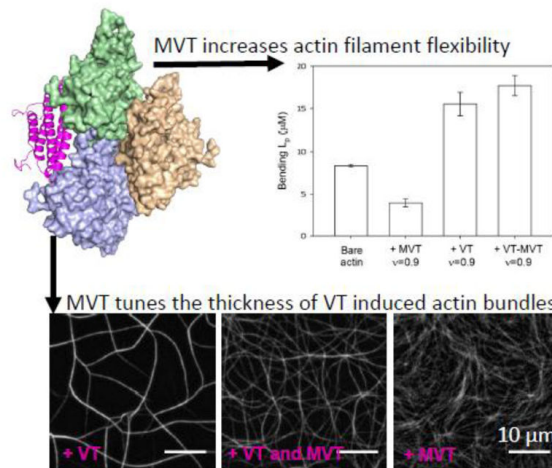 MVT increases actin filament flexibility
Bending Lp (μM)
20
15
10
5
0
Bare actin
+ MVT ν=0.9
+ VT ν=0.9
+ VT-MVT ν=0.9
MVT tunes the thickness of VT induced actin bundles
+ VT
+ VT and MVT
+ MVT
10 μm